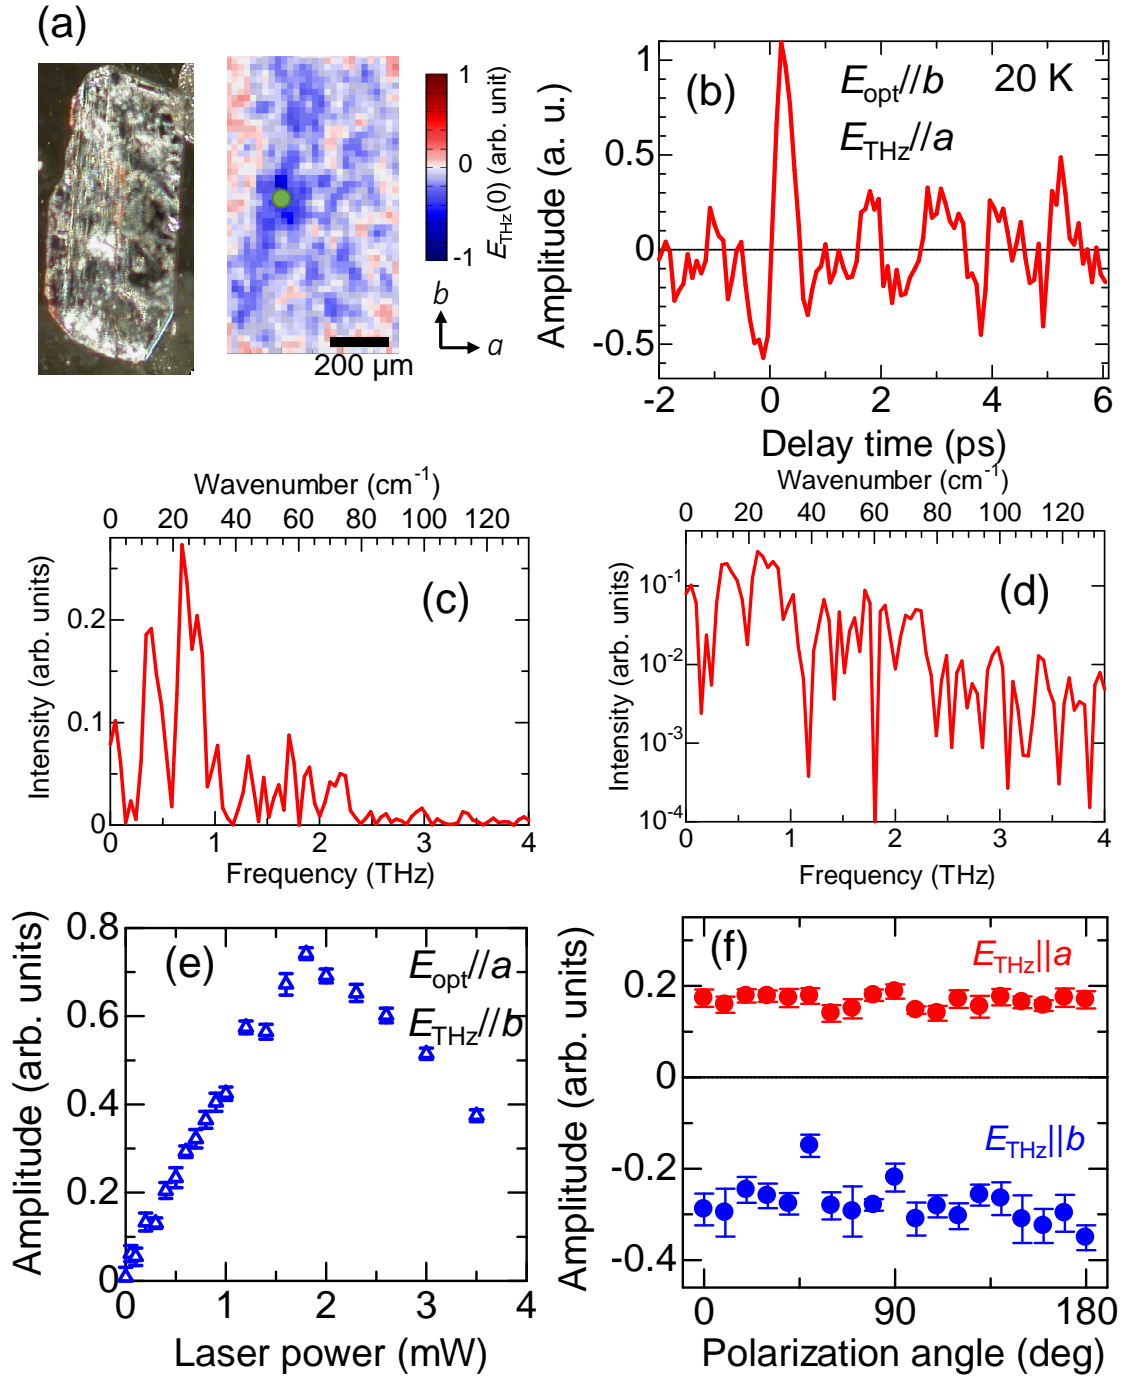 (a)
1
0
-1
E_THz(0) (arb. unit)
b
a
200 μm
(b)
E_opt//b
20 K
E_THz//a
1
0.5
0
-0.5
Amplitude (a. u.)
-2 0 2 4 6
Delay time (ps)
Wavenumber (cm⁻¹)
0 20 40 60 80 100 120
(c)
0.2
0.1
0
Intensity (arb. units)
0 1 2 3 4
Frequency (THz)
Wavenumber (cm⁻¹)
0 20 40 60 80 100 120
(d)
10⁻¹
10⁻²
10⁻³
10⁻⁴
Intensity (arb. units)
0 1 2 3 4
Frequency (THz)
(e)
E_opt//a
E_THz//b
0.8
0.6
0.4
0.2
0
Amplitude (arb. units)
0 1 2 3 4
Laser power (mW)
(f)
E_THz||a
0.2
0
-0.2
-0.4
E_THz||b
Amplitude (arb. units)
0 90 180
Polarization angle (deg)